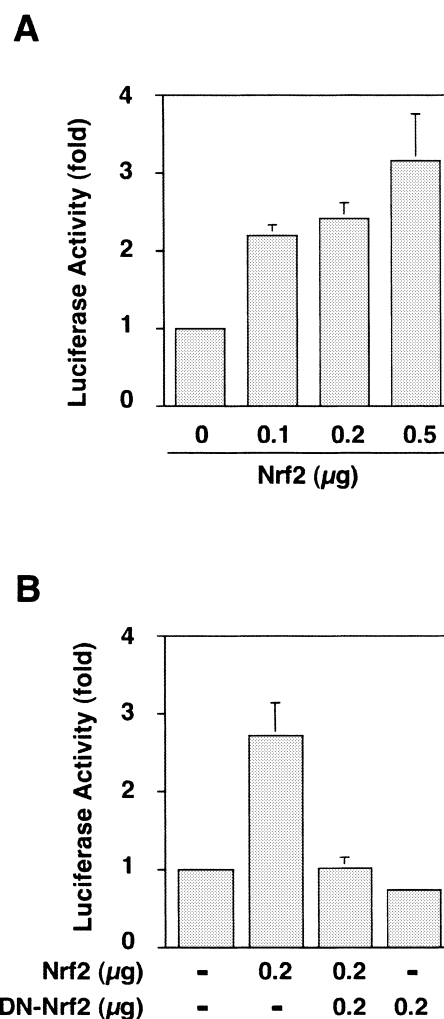 A
Luciferase Activity (fold)
4
3
2
1
0
0 0.1 0.2 0.5
Nrf2 (µg)
B
Luciferase Activity (fold)
4
3
2
1
0
Nrf2 (µg) - 0.2 0.2 -
DN-Nrf2 (µg) - - 0.2 0.2